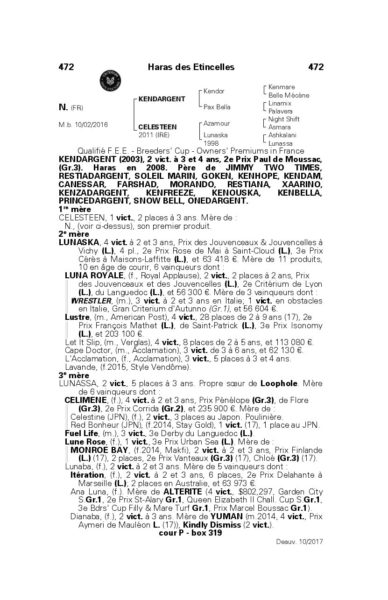 472 Haras des Etincelles 472
Kenmare
Kendor
Belle Mécène
KENDARGENT
Linamix
Pax Bella
Palavera
N. (FR)
Night Shift
Azamour
Asmara
M.b. 10/02/2016
CELESTEEN
2011 (IRE)
Lunaska
1998
Ashkalani
Lunassa
Qualifié F.E.E. - Breeders' Cup - Owners' Premiums in France
KENDARGENT (2003), 2 vict. à 3 et 4 ans, 2e Prix Paul de Moussac,
(Gr.3). Haras en 2008. Père de JIMMY TWO TIMES,
RESTIADARGENT, SOLEIL MARIN, GOKEN, KENHOPE, KENDAM,
CANESSAR, FARSHAD, MORANDO, RESTIANA, XAARINO,
KENZADARGENT, KENFREEZE, KENOUSKA, KENBELLA,
PRINCEDARGENT, SNOW BELL, ONEDARGENT.
1re mère
CELESTEEN, 1 vict., 2 places à 3 ans. Mère de :
N., (voir ci-dessus), son premier produit.
2e mère
LUNASKA, 4 vict. à 2 et 3 ans, Prix des Jouvenceaux & Jouvencelles à
Vichy (L.), 4 pl., 2e Prix Rose de Mai à Saint-Cloud (L.), 3e Prix
Cérès à Maisons-Laffitte (L.), et 63 418 €. Mère de 11 produits,
10 en âge de courir, 6 vainqueurs dont :
LUNA ROYALE, (f., Royal Applause), 2 vict., 2 places à 2 ans, Prix
des Jouvenceaux et des Jouvencelles (L.), 2e Critérium de Lyon
(L.), du Languedoc (L.), et 56 300 €. Mère de 3 vainqueurs dont :
WRESTLER, (m.), 3 vict. à 2 et 3 ans en Italie; 1 vict. en obstacles
en Italie, Gran Criterium d'Autunno (Gr.1), et 56 604 €.
Lustre, (m., American Post), 4 vict., 28 places de 2 à 9 ans (17), 2e
Prix François Mathet (L.), de Saint-Patrick (L.), 3e Prix Isonomy
(L.), et 203 100 €.
Let It Slip, (m., Verglas), 4 vict., 8 places de 2 à 5 ans, et 113 080 €.
Cape Doctor, (m., Acclamation), 3 vict. de 3 à 6 ans, et 62 130 €.
L'Acclamation, (f., Acclamation), 3 vict., 5 places à 3 et 4 ans.
Lavande, (f.2015, Style Vendôme).
3e mère
LUNASSA, 2 vict., 5 places à 3 ans. Propre sœur de Loophole. Mère
de 6 vainqueurs dont :
CELIMENE, (f.), 4 vict. à 2 et 3 ans, Prix Pénélope (Gr.3), de Flore
(Gr.3), 2e Prix Corrida (Gr.2), et 235 900 €. Mère de :
Celestine (JPN), (f.), 2 vict., 3 places au Japon. Poulinière.
Red Bonheur (JPN), (f.2014, Stay Gold), 1 vict. (17), 1 place au JPN.
Fuel Life, (m.), 3 vict., 3e Derby du Languedoc (L.).
Lune Rose, (f.), 1 vict., 3e Prix Urban Sea (L.). Mère de :
MONROE BAY, (f.2014, Makfi), 2 vict. à 2 et 3 ans, Prix Finlande
(L.) (17), 2 places, 2e Prix Vanteaux (Gr.3) (17), Chloé (Gr.3) (17).
Lunaba, (f.), 2 vict. à 2 et 3 ans. Mère de 5 vainqueurs dont :
Itération, (f.), 2 vict. à 2 et 3 ans, 6 places, 2e Prix Delahante à
Marseille (L.), 2 places en Australie, et 63 973 €.
Ana Luna, (f.). Mère de ALTERITE (4 vict., $802,297, Garden City
S.Gr.1, 2e Prix St-Alary Gr.1, Queen Elizabeth II Chall. Cup S.Gr.1,
3e Bdrs' Cup Filly & Mare Turf Gr.1, Prix Marcel Boussac Gr.1).
Dianaba, (f.), 2 vict. à 3 ans. Mère de YUMAN (m.2014, 4 vict., Prix
Aymeri de Mauléon L. (17)), Kindly Dismiss (2 vict.).
cour P - box 319
Deauv. 10/2017